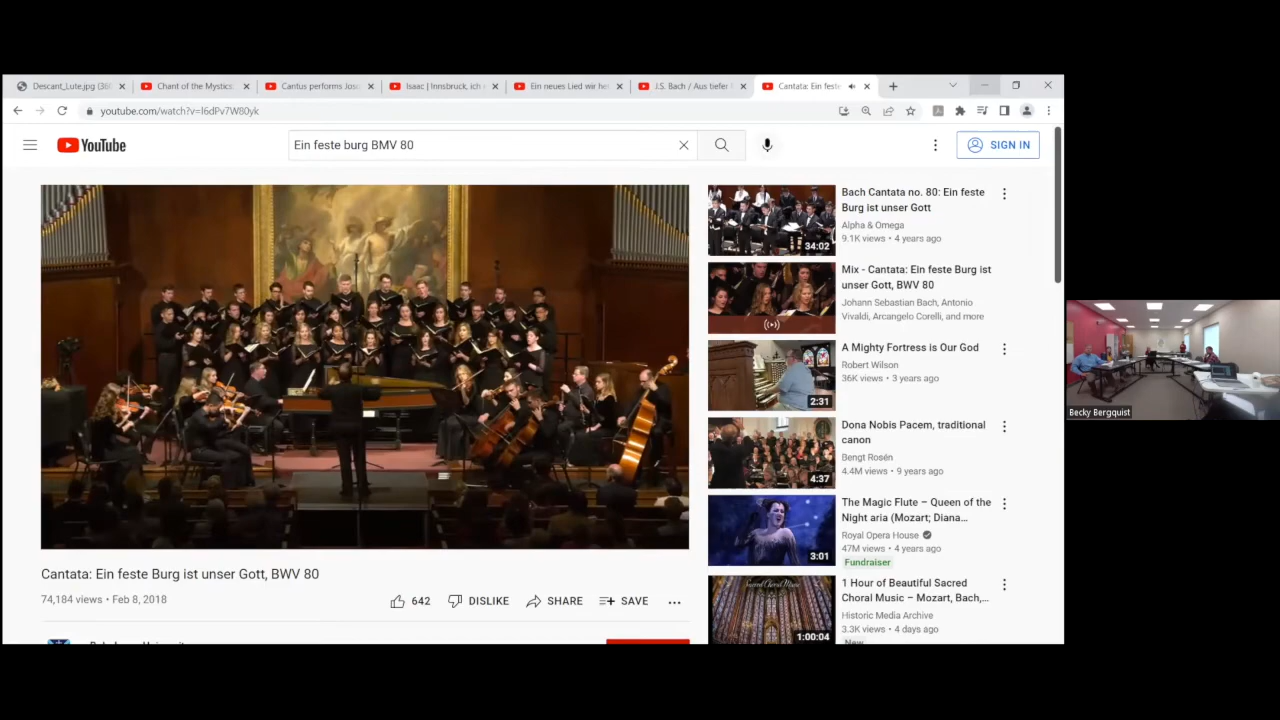 Descant_Lute.jpg (36
Chant of the Mystics:
Cantus performs Josq
Isaac | Innsbruck, ich
Ein neues Lied wir he
J.S. Bach / Aus tiefer
Cantata: Ein feste
youtube.com/watch?v=l6dPv7W80yk
YouTube
Ein feste burg BMV 80
SIGN IN
Cantata: Ein feste Burg ist unser Gott, BWV 80
74,184 views • Feb 8, 2018
642
DISLIKE
SHARE
SAVE
Bach Cantata no. 80: Ein feste
Burg ist unser Gott
Alpha & Omega
9.1K views • 4 years ago
34:02
Mix - Cantata: Ein feste Burg ist
unser Gott, BWV 80
Johann Sebastian Bach, Antonio
Vivaldi, Arcangelo Corelli, and more
A Mighty Fortress is Our God
Robert Wilson
36K views • 3 years ago
2:31
Dona Nobis Pacem, traditional
canon
Bengt Rosén
4.4M views • 9 years ago
4:37
The Magic Flute – Queen of the
Night aria (Mozart; Diana...
Royal Opera House
47M views • 4 years ago
Fundraiser
3:01
Sacred Choral Music
1 Hour of Beautiful Sacred
Choral Music – Mozart, Bach,...
Historic Media Archive
3.3K views • 4 days ago
New
1:00:04
Becky Bergquist